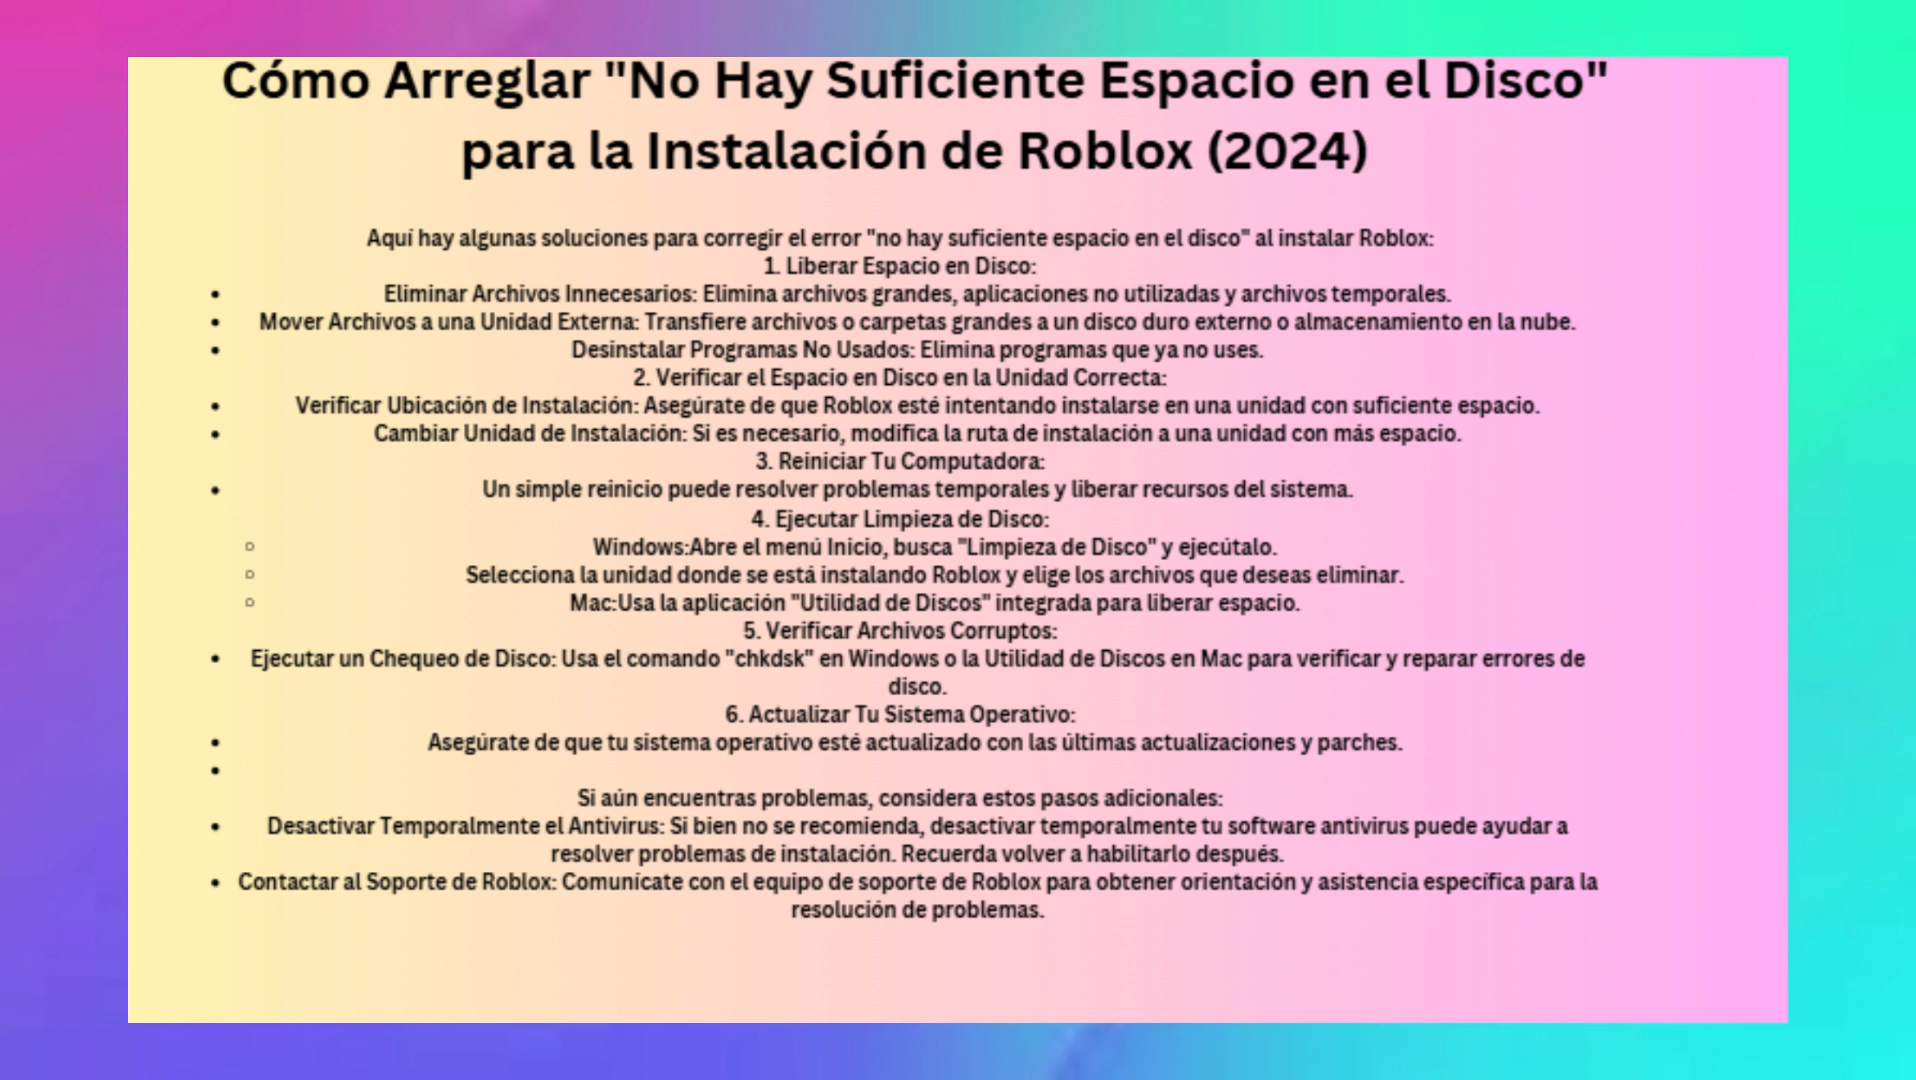 Cómo Arreglar "No Hay Suficiente Espacio en el Disco"
para la Instalación de Roblox (2024)
Aquí hay algunas soluciones para corregir el error "no hay suficiente espacio en el disco" al instalar Roblox:
1. Liberar Espacio en Disco:
• Eliminar Archivos Innecesarios: Elimina archivos grandes, aplicaciones no utilizadas y archivos temporales.
• Mover Archivos a una Unidad Externa: Transfiere archivos o carpetas grandes a un disco duro externo o almacenamiento en la nube.
• Desinstalar Programas No Usados: Elimina programas que ya no uses.
2. Verificar el Espacio en Disco en la Unidad Correcta:
• Verificar Ubicación de Instalación: Asegúrate de que Roblox esté intentando instalarse en una unidad con suficiente espacio.
• Cambiar Unidad de Instalación: Si es necesario, modifica la ruta de instalación a una unidad con más espacio.
3. Reiniciar Tu Computadora:
• Un simple reinicio puede resolver problemas temporales y liberar recursos del sistema.
4. Ejecutar Limpieza de Disco:
○ Windows:Abre el menú Inicio, busca "Limpieza de Disco" y ejecútalo.
○ Selecciona la unidad donde se está instalando Roblox y elige los archivos que deseas eliminar.
○ Mac:Usa la aplicación "Utilidad de Discos" integrada para liberar espacio.
5. Verificar Archivos Corruptos:
• Ejecutar un Chequeo de Disco: Usa el comando "chkdsk" en Windows o la Utilidad de Discos en Mac para verificar y reparar errores de
disco.
6. Actualizar Tu Sistema Operativo:
• Asegúrate de que tu sistema operativo esté actualizado con las últimas actualizaciones y parches.
•
Si aún encuentras problemas, considera estos pasos adicionales:
• Desactivar Temporalmente el Antivirus: Si bien no se recomienda, desactivar temporalmente tu software antivirus puede ayudar a
resolver problemas de instalación. Recuerda volver a habilitarlo después.
• Contactar al Soporte de Roblox: Comunícate con el equipo de soporte de Roblox para obtener orientación y asistencia específica para la
resolución de problemas.